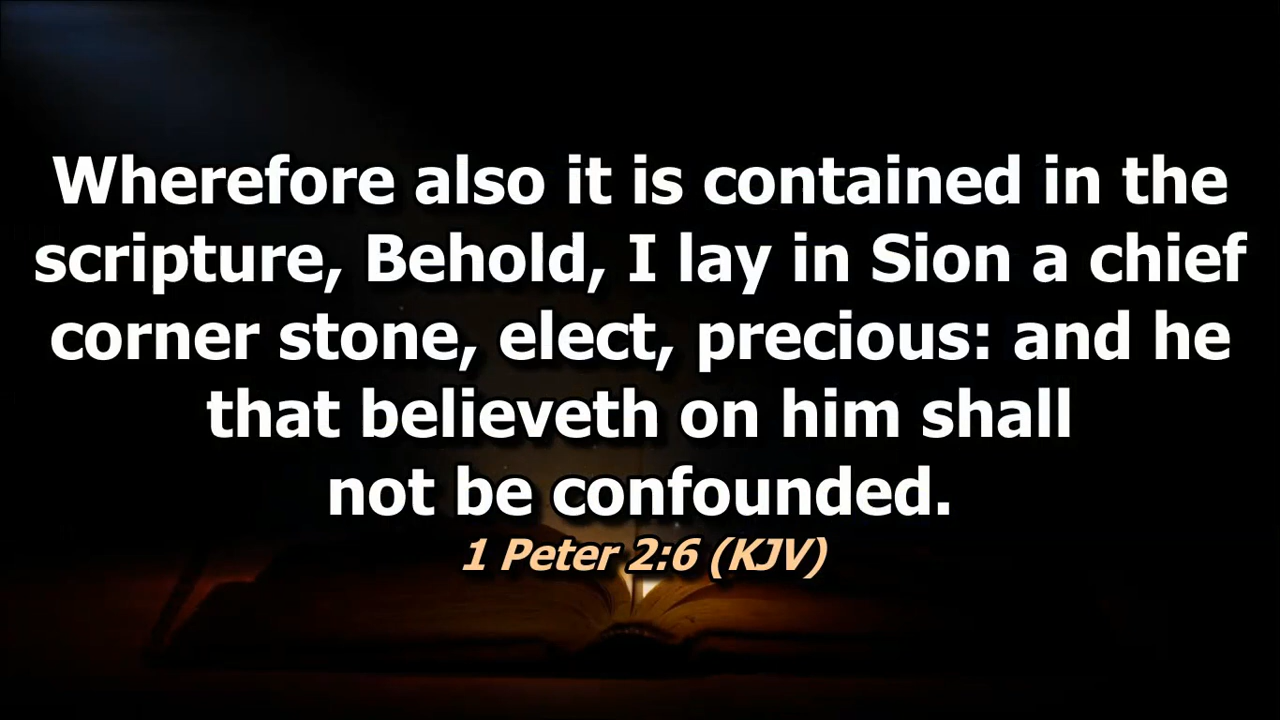 Wherefore also it is contained in the
scripture, Behold, I lay in Sion a chief
corner stone, elect, precious: and he
that believeth on him shall
not be confounded.
1 Peter 2:6 (KJV)